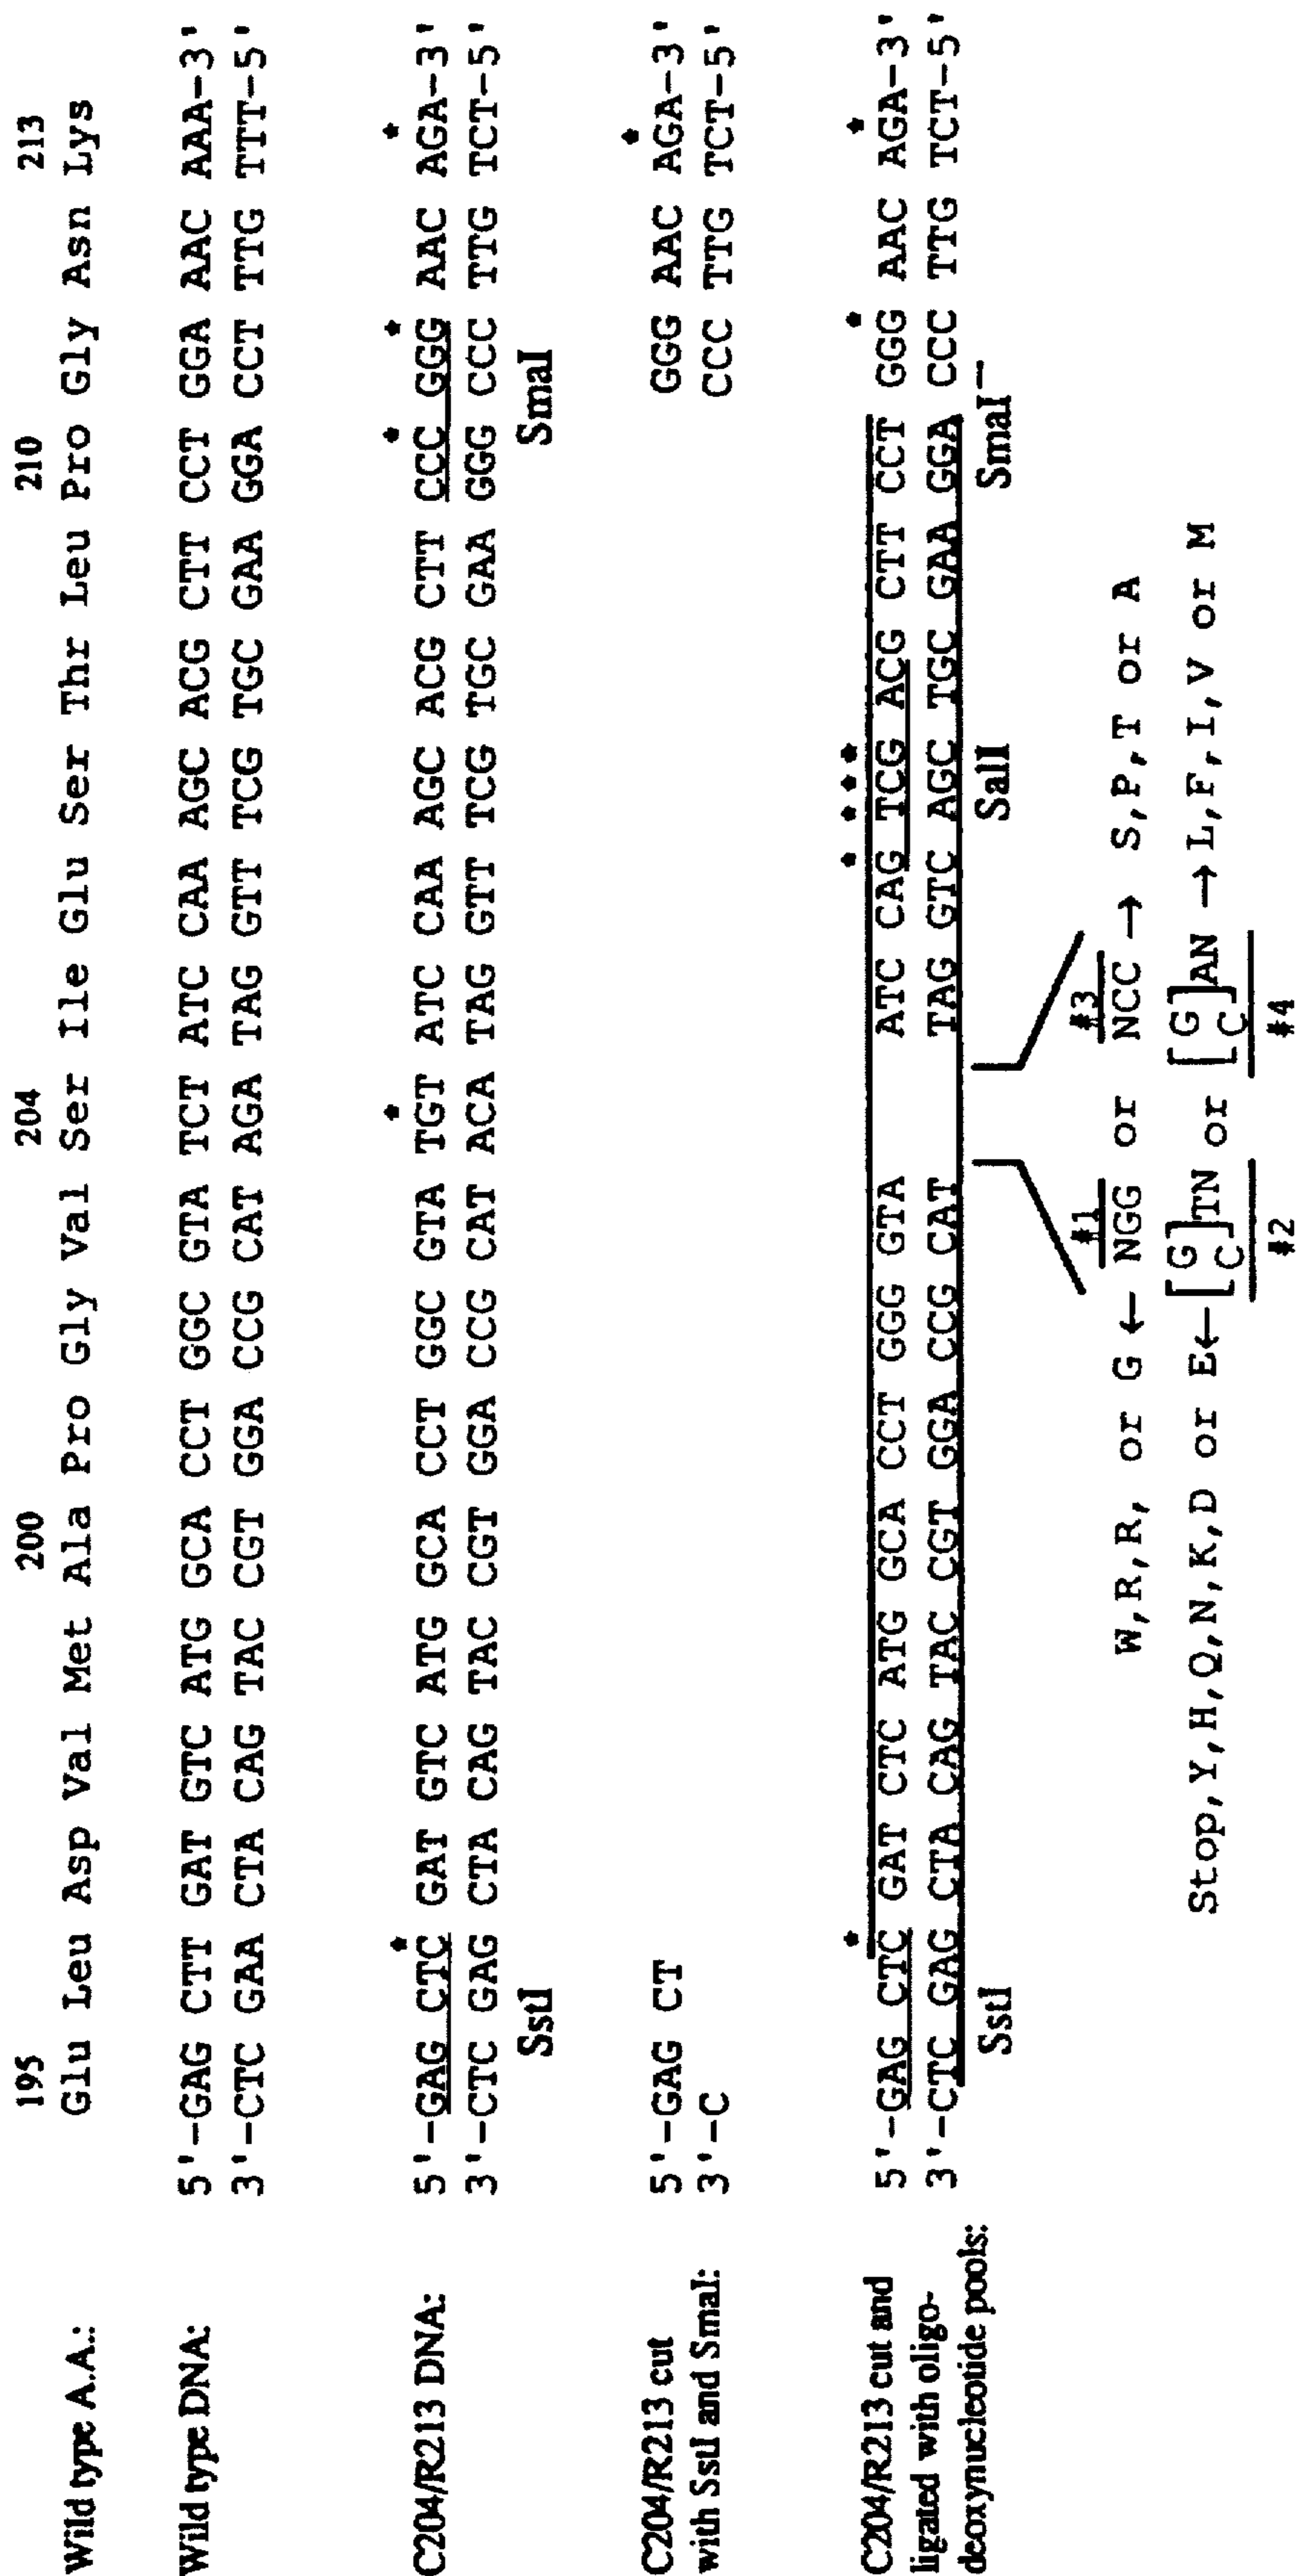 195 200 204 210 213
Wild type A.A.: Glu Leu Asp Val Met Ala Pro Gly Val Ser Ile Glu Ser Thr Leu Pro Gly Asn Lys
Wild type DNA: 5'-GAG CTT GAT GTC ATG GCA CCT GGC GTA TCT ATC CAA AGC ACG CTT CCT GGA AAC AAA-3'
3'-CTC GAA CTA CAG TAC CGT GGA CCG CAT AGA TAG GTT TCG TGC GAA GGA CCT TTG TTT-5'
* * * * *
C204/R213 DNA: 5'-GAG CTC GAT GTC ATG GCA CCT GGC GTA TGT ATC CAA AGC ACG CTT CCC GGG AAC AGA-3'
3'-CTC GAG CTA CAG TAC CGT GGA CCG CAT ACA TAG GTT TCG TGC GAA GGG CCC TTG TCT-5'
SstI SmaI
*
C204/R213 cut 5'-GAG CT GGG AAC AGA-3'
with SstI and SmaI: 3'-C CCC TTG TCT-5'
* * * * * * *
C204/R213 cut and 5'-GAG CTC GAT CTC ATG GCA CCT GGG GTA ATC CAG TCG ACG CTT CCT GGG AAC AGA-3'
ligated with oligo- 3'-CTC GAG CTA CAG TAC CGT GGA CCG CAT TAG GTC AGC TGC GAA GGA CCC TTG TCT-5'
deoxynucleotide pools: SstI SalI SmaI⁻
#1 #3
W,R,R, or G ← NGG or NCC → S,P,T or A
Stop,Y,H,Q,N,K,D or E←[G C]TN or [G C]AN →L,F,I,V or M
#2 #4